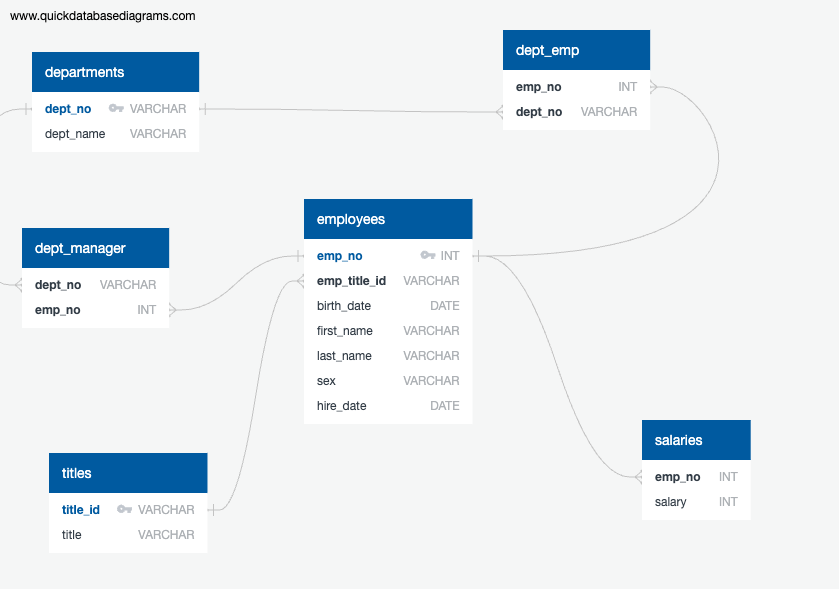 www.quickdatabasediagrams.com
departments
dept_no VARCHAR
dept_name VARCHAR
dept_emp
emp_no INT
dept_no VARCHAR
dept_manager
dept_no VARCHAR
emp_no INT
employees
emp_no INT
emp_title_id VARCHAR
birth_date DATE
first_name VARCHAR
last_name VARCHAR
sex VARCHAR
hire_date DATE
titles
title_id VARCHAR
title VARCHAR
salaries
emp_no INT
salary INT